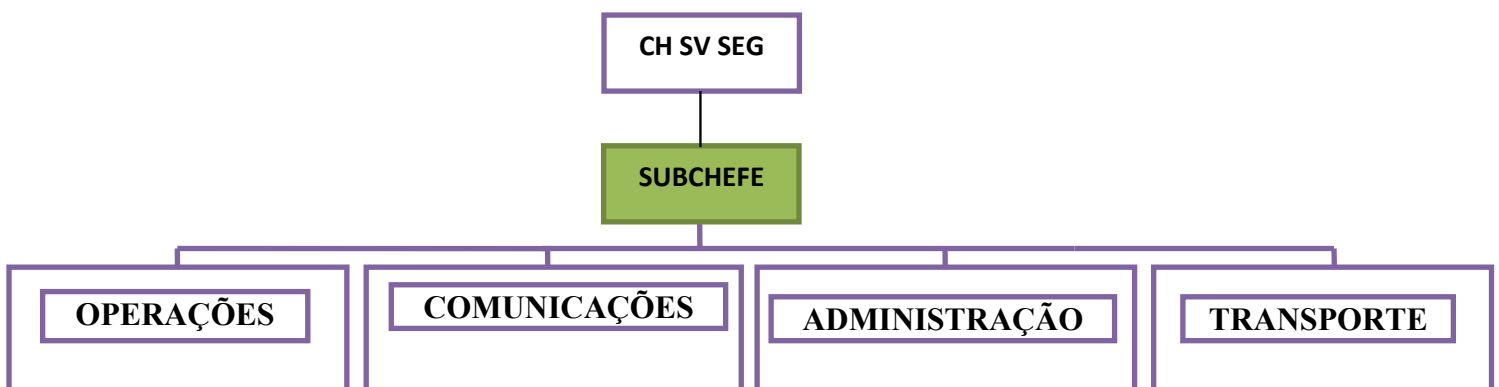 CH SV SEG
SUBCHEFE
OPERAÇÕES
COMUNICAÇÕES
ADMINISTRAÇÃO
TRANSPORTE